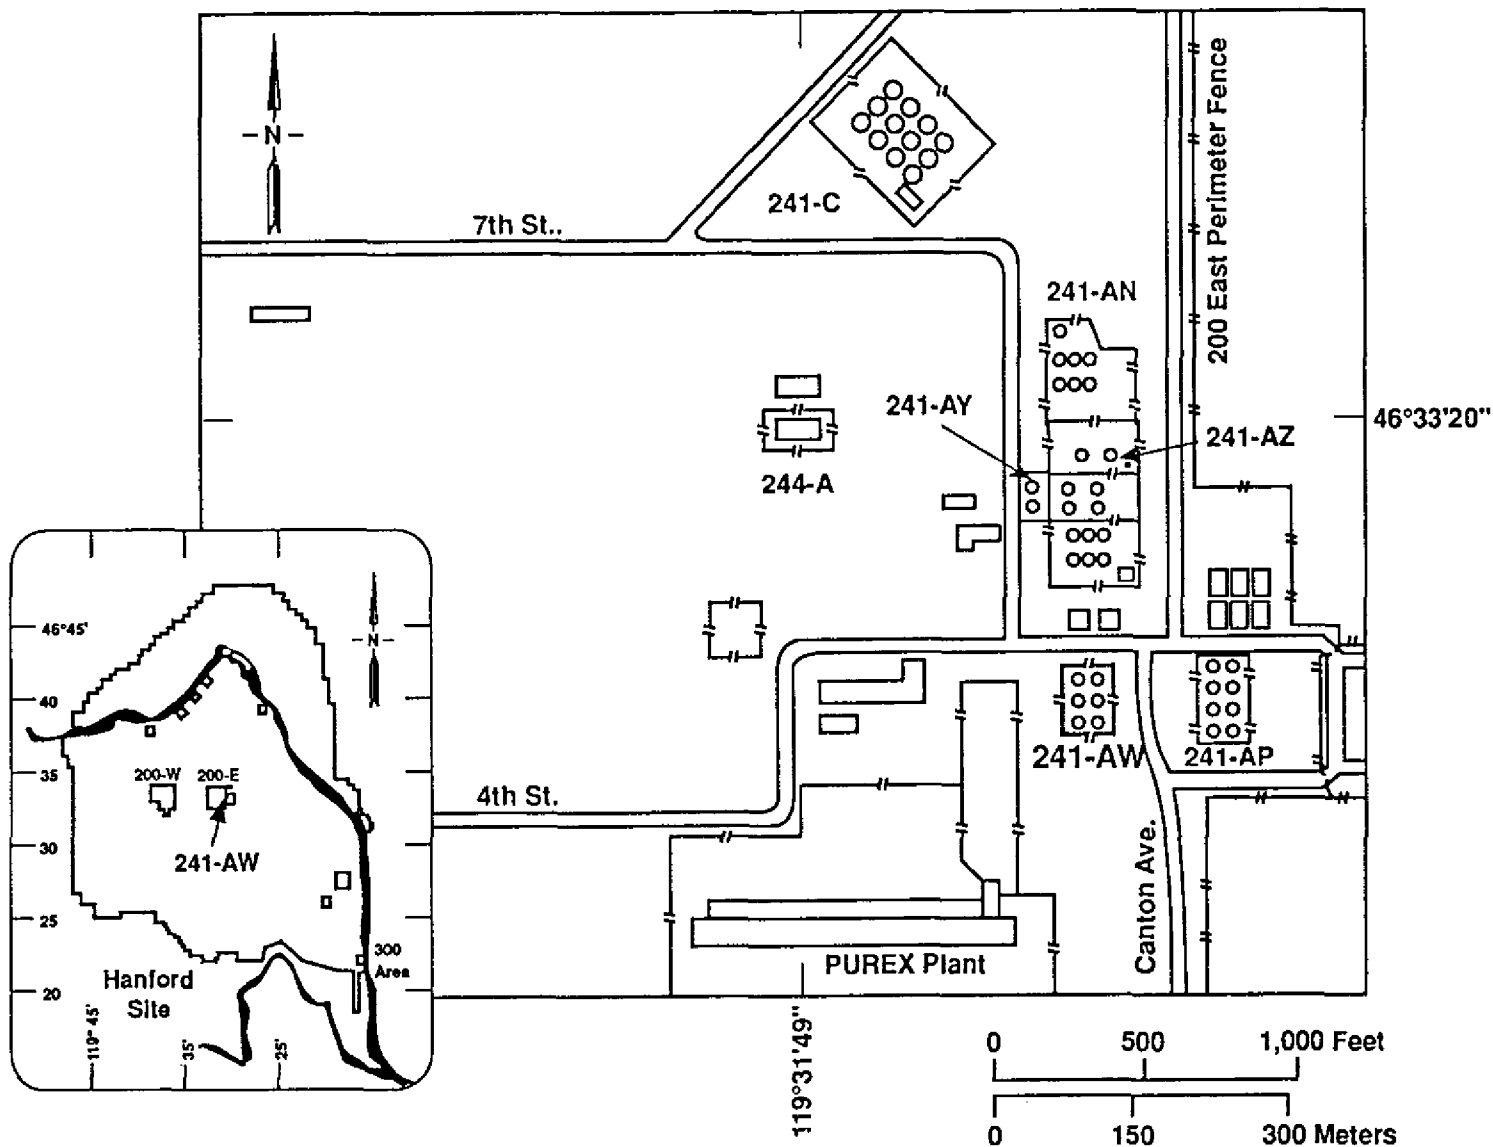 N
241-C
7th St..
200 East Perimeter Fence
241-AN
241-AY
46°33'20"
241-AZ
244-A
46°45'
N
40
35
200-W
200-E
30
241-AW
25
300
Area
20
Hanford
Site
119° 45'
35'
25'
241-AW
241-AP
4th St.
Canton Ave.
PUREX Plant
119°31'49"
0
500
1,000 Feet
0
150
300 Meters